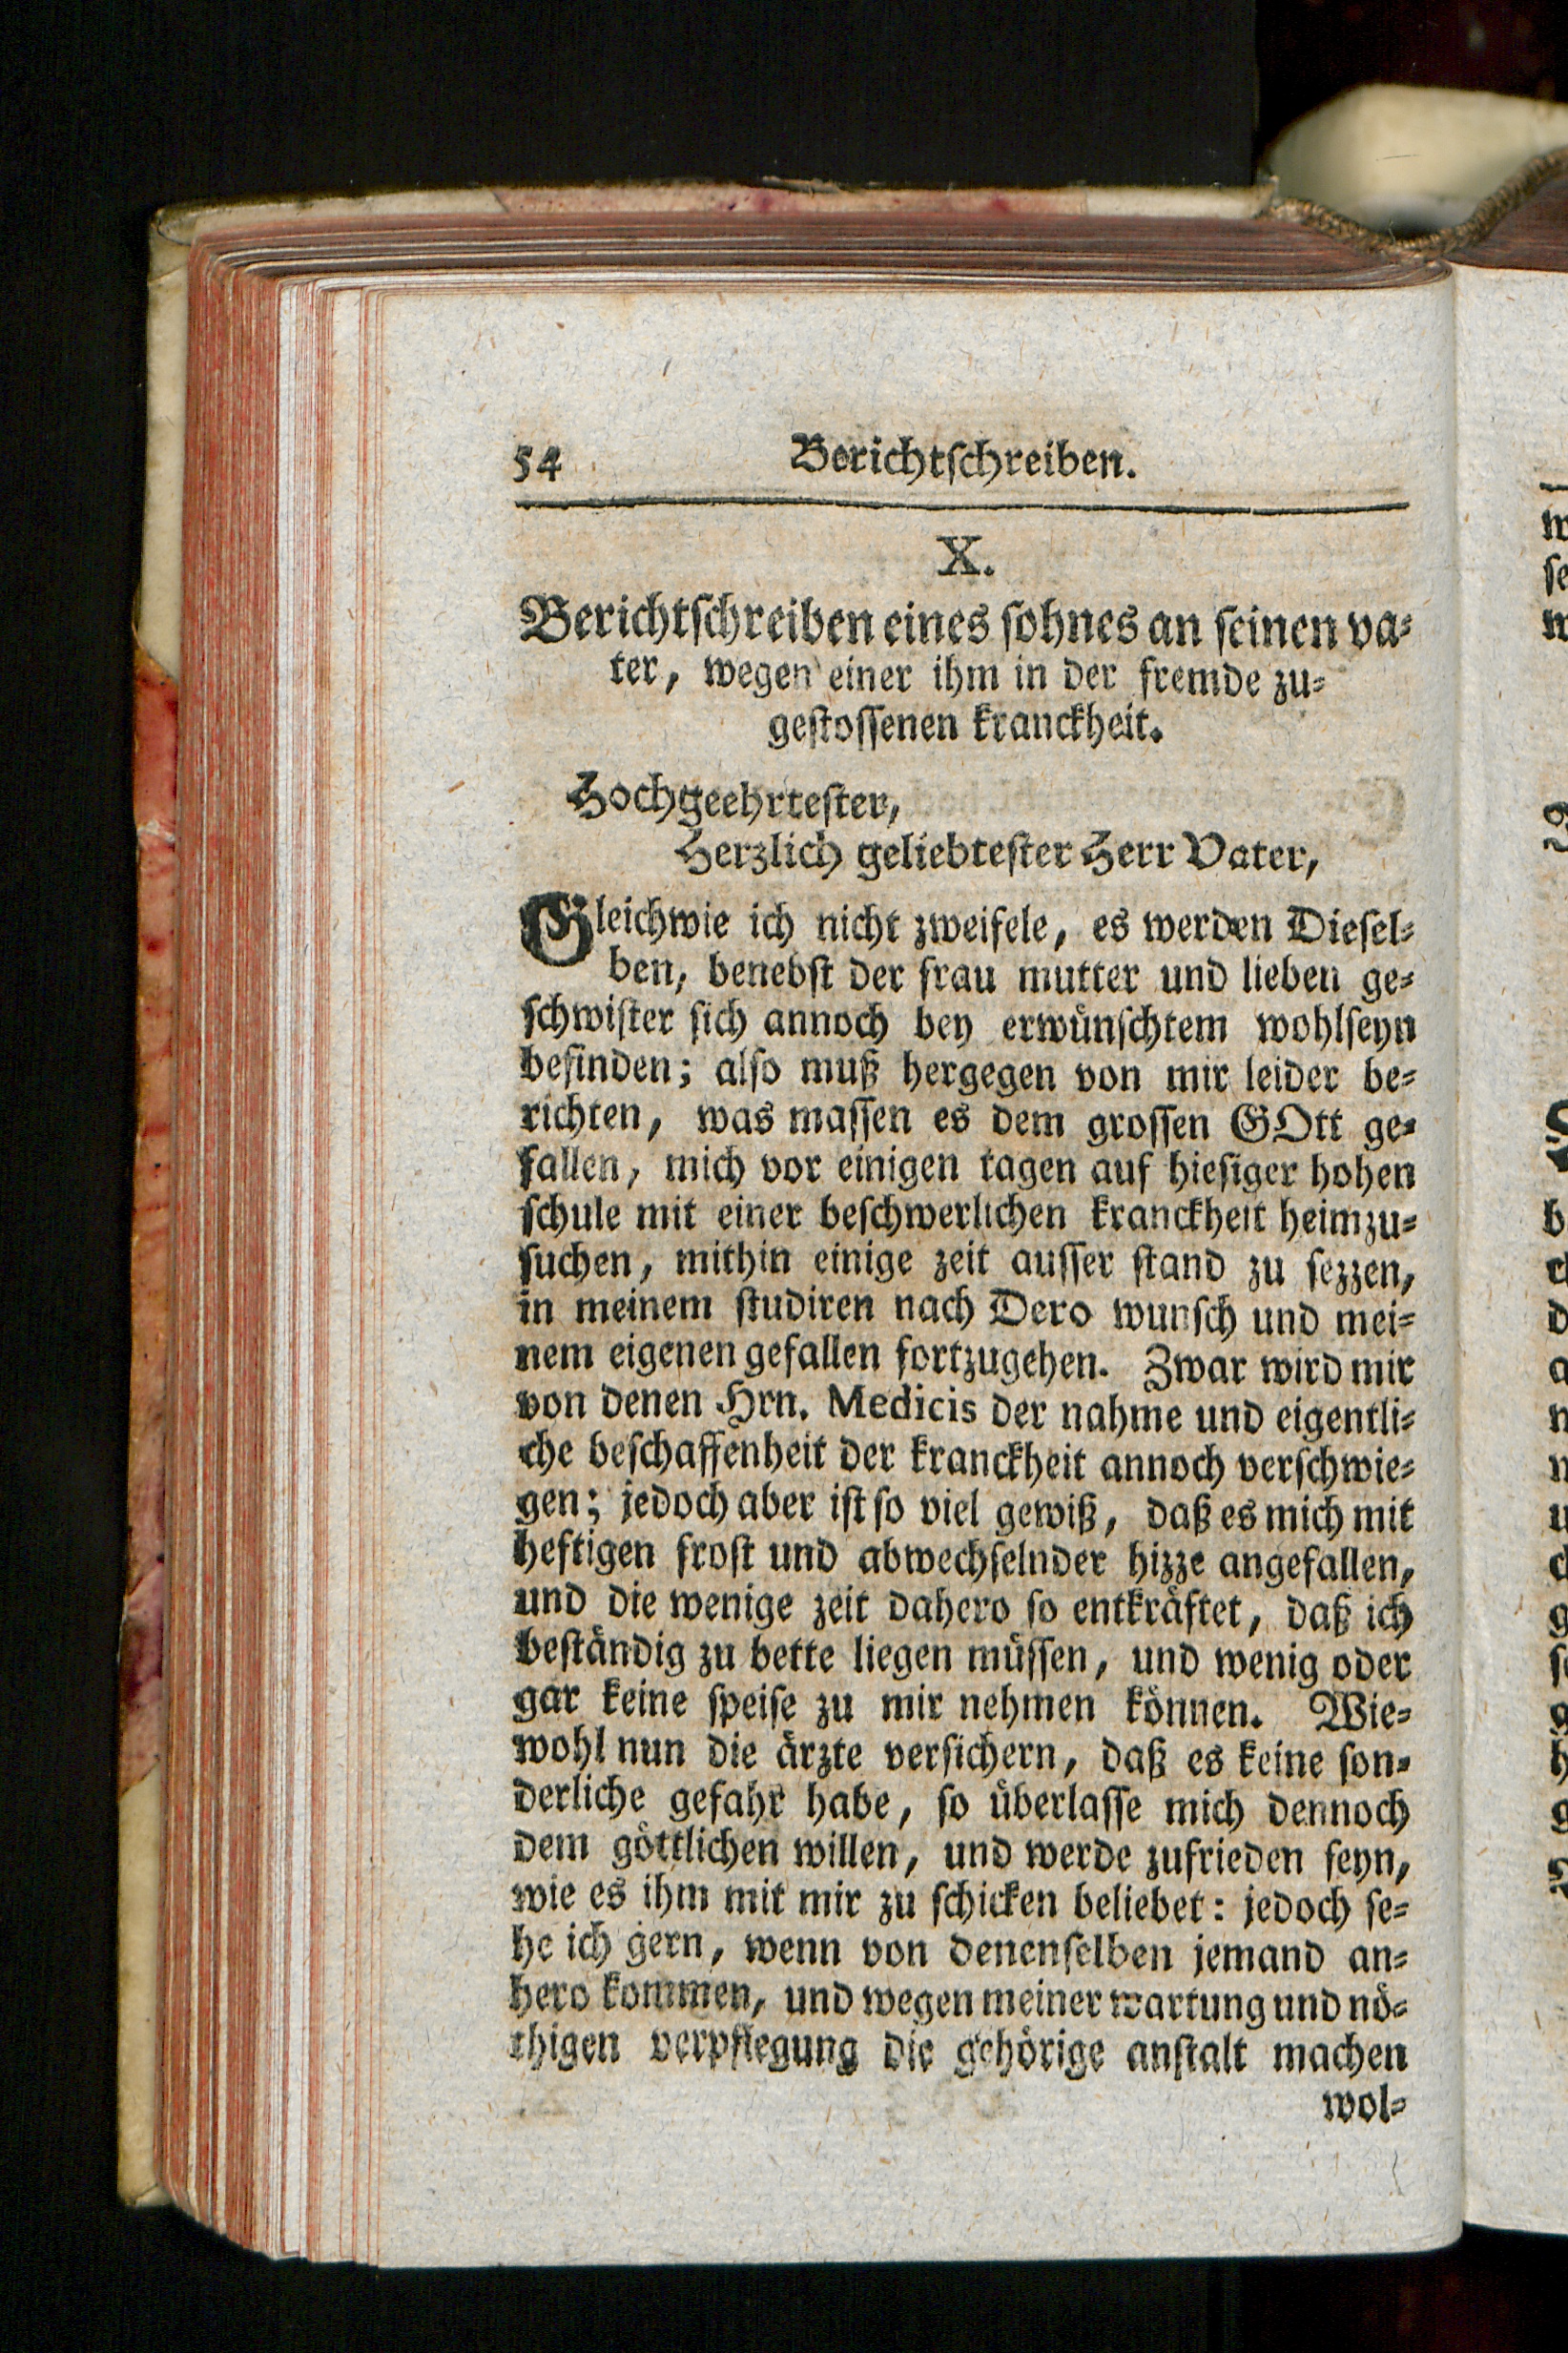 54 Berichtschreiben.
X.
Berichtschreiben eines sohnes an seinen va-
ter, wegen einer ihm in der fremde zu-
gestossenen kranckheit.
Hochgeehrtester,
Herzlich geliebtester Herr Vater,
Gleichwie ich nicht zweifele, es werden Diesel-
ben, benebst der frau mutter und lieben ge-
schwister sich annoch bey erwünschtem wohlseyn
befinden; also muß hergegen von mir leider be-
richten, was massen es dem grossen GOtt ge-
fallen, mich vor einigen tagen auf hiesiger hohen
schule mit einer beschwerlichen kranckheit heimzu-
suchen, mithin einige zeit ausser stand zu sezzen,
in meinem studiren nach Dero wunsch und mei-
nem eigenen gefallen fortzugehen. Zwar wird mir
von denen Hrn. Medicis der nahme und eigentli-
che beschaffenheit der kranckheit annoch verschwie-
gen; jedoch aber ist so viel gewiß, daß es mich mit
heftigen frost und abwechselnder hizze angefallen,
und die wenige zeit dahero so entkräftet, daß ich
beständig zu bette liegen müssen, und wenig oder
gar keine speise zu mir nehmen können. Wie-
wohl nun die ärzte versichern, daß es keine son-
derliche gefahr habe, so überlasse mich dennoch
dem göttlichen willen, und werde zufrieden seyn,
wie es ihm mit mir zu schicken beliebet: jedoch se-
he ich gern, wenn von denenselben jemand an-
hero kommen, und wegen meiner wartung und nö-
thigen verpflegung die gehörige anstalt machen
wol-